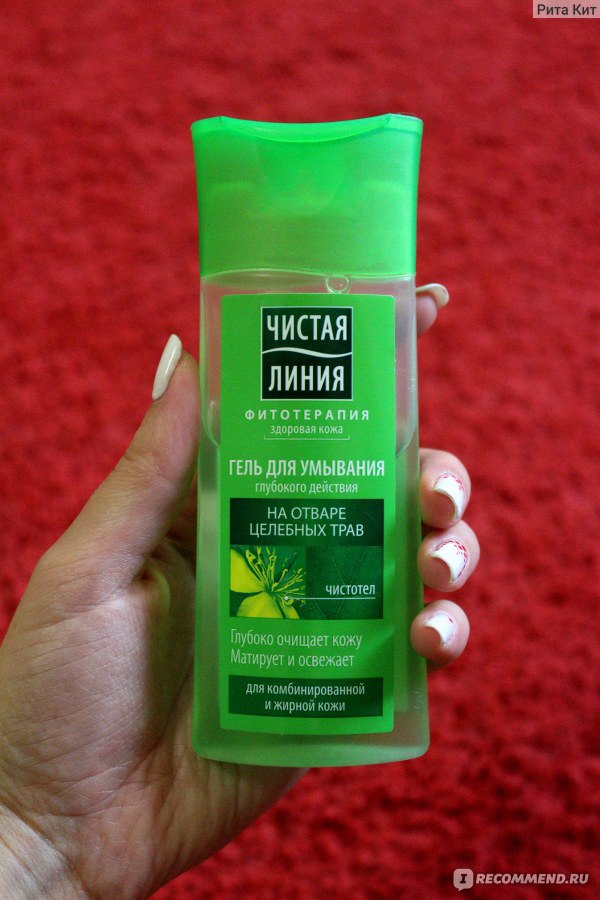 Рита Кит
ЧИСТАЯ
ЛИНИЯ
ФИТОТЕРАПИЯ
здоровая кожа
ГЕЛЬ ДЛЯ УМЫВАНИЯ
глубокого действия
НА ОТВАРЕ
ЦЕЛЕБНЫХ ТРАВ
чистотел
Глубоко очищает кожу
Матирует и освежает
для комбинированной
и жирной кожи
IRECOMMEND.RU